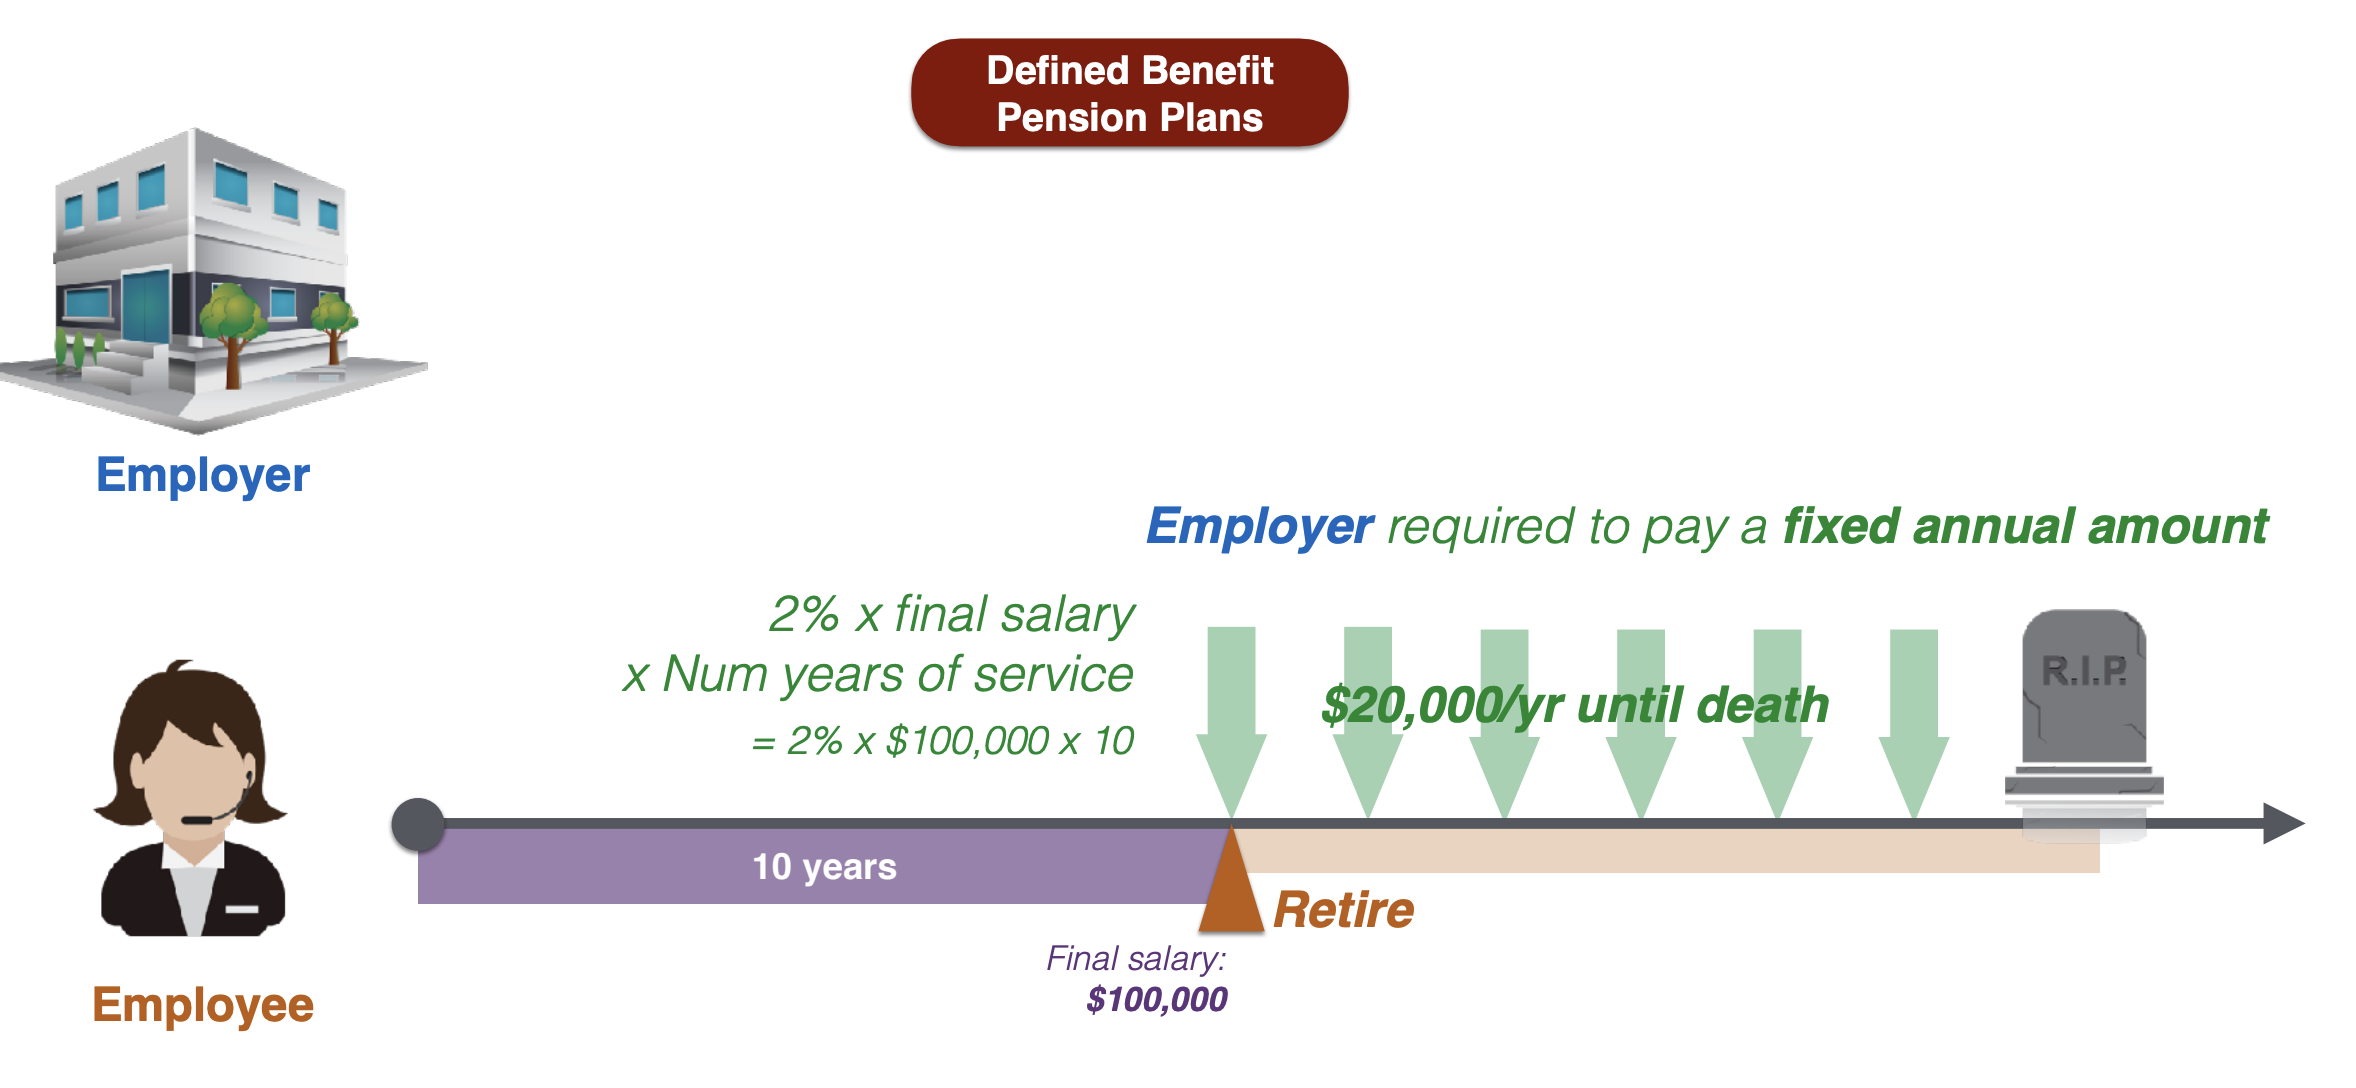 Defined Benefit
Pension Plans
Employer
Employer required to pay a fixed annual amount
2% x final salary
x Num years of service
= 2% x $100,000 x 10
$20,000/yr until death
R.I.P.
10 years
Retire
Final salary:
$100,000
Employee